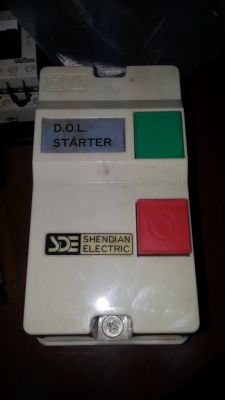 D.O.L.
STARTER
SDE SHENDIAN
ELECTRIC